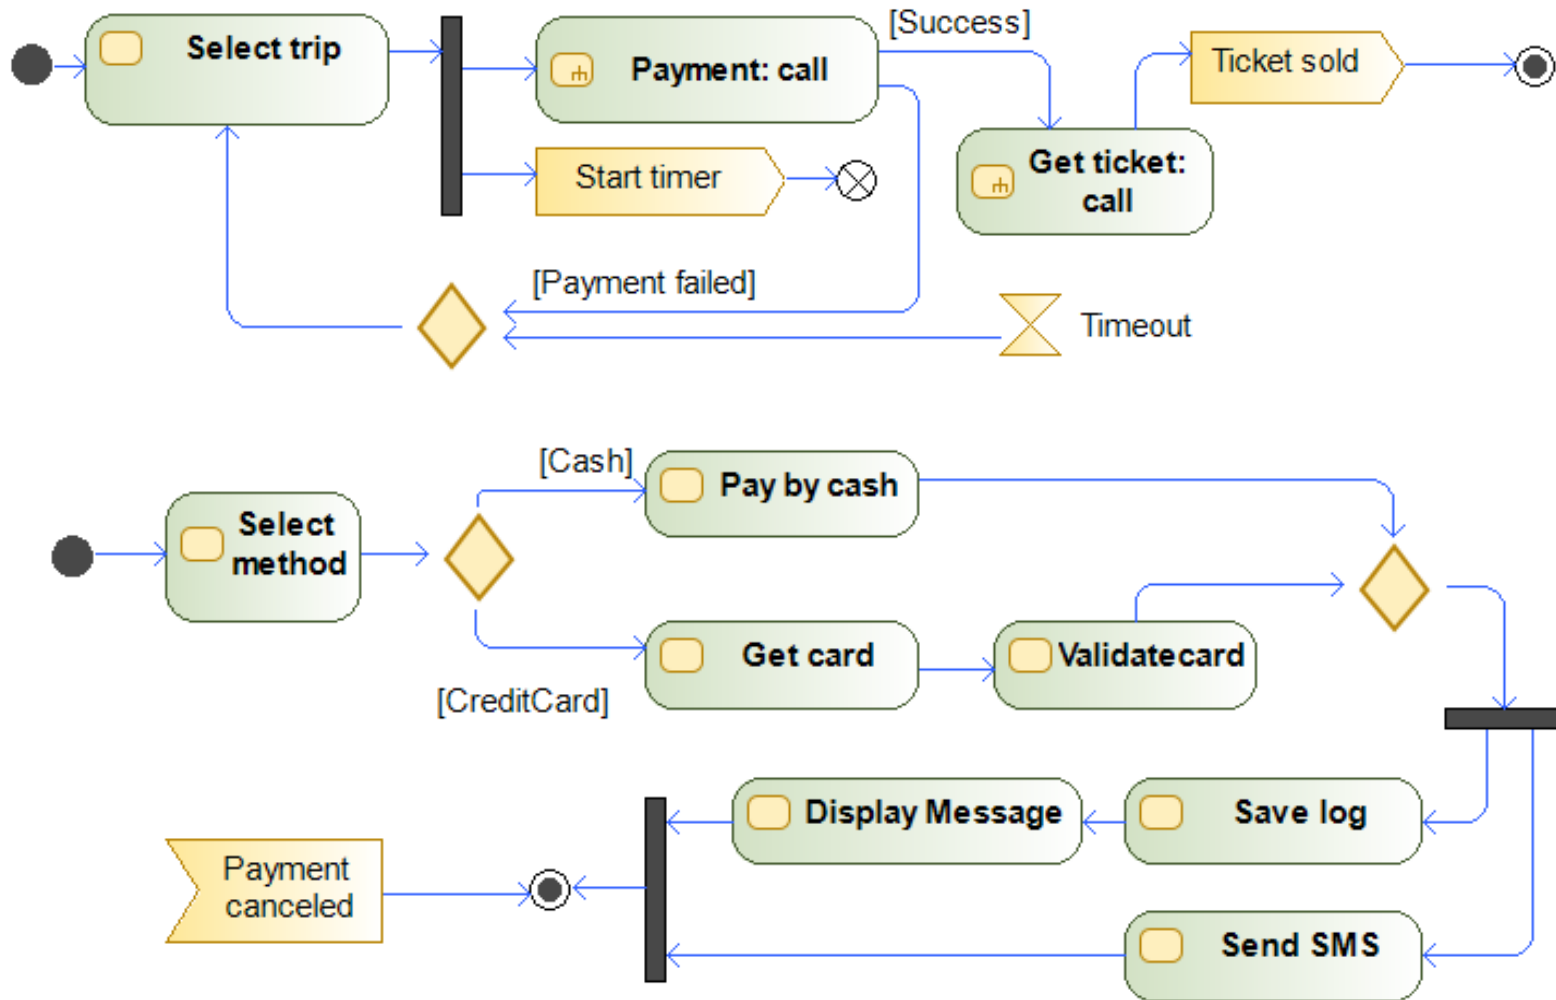 [Success]
Select trip
Payment: call
Ticket sold
Start timer
Get ticket:
call
[Payment failed]
Timeout
[Cash]
Pay by cash
Select
method
Get card
Validatecard
[CreditCard]
Display Message
Save log
Payment
canceled
Send SMS